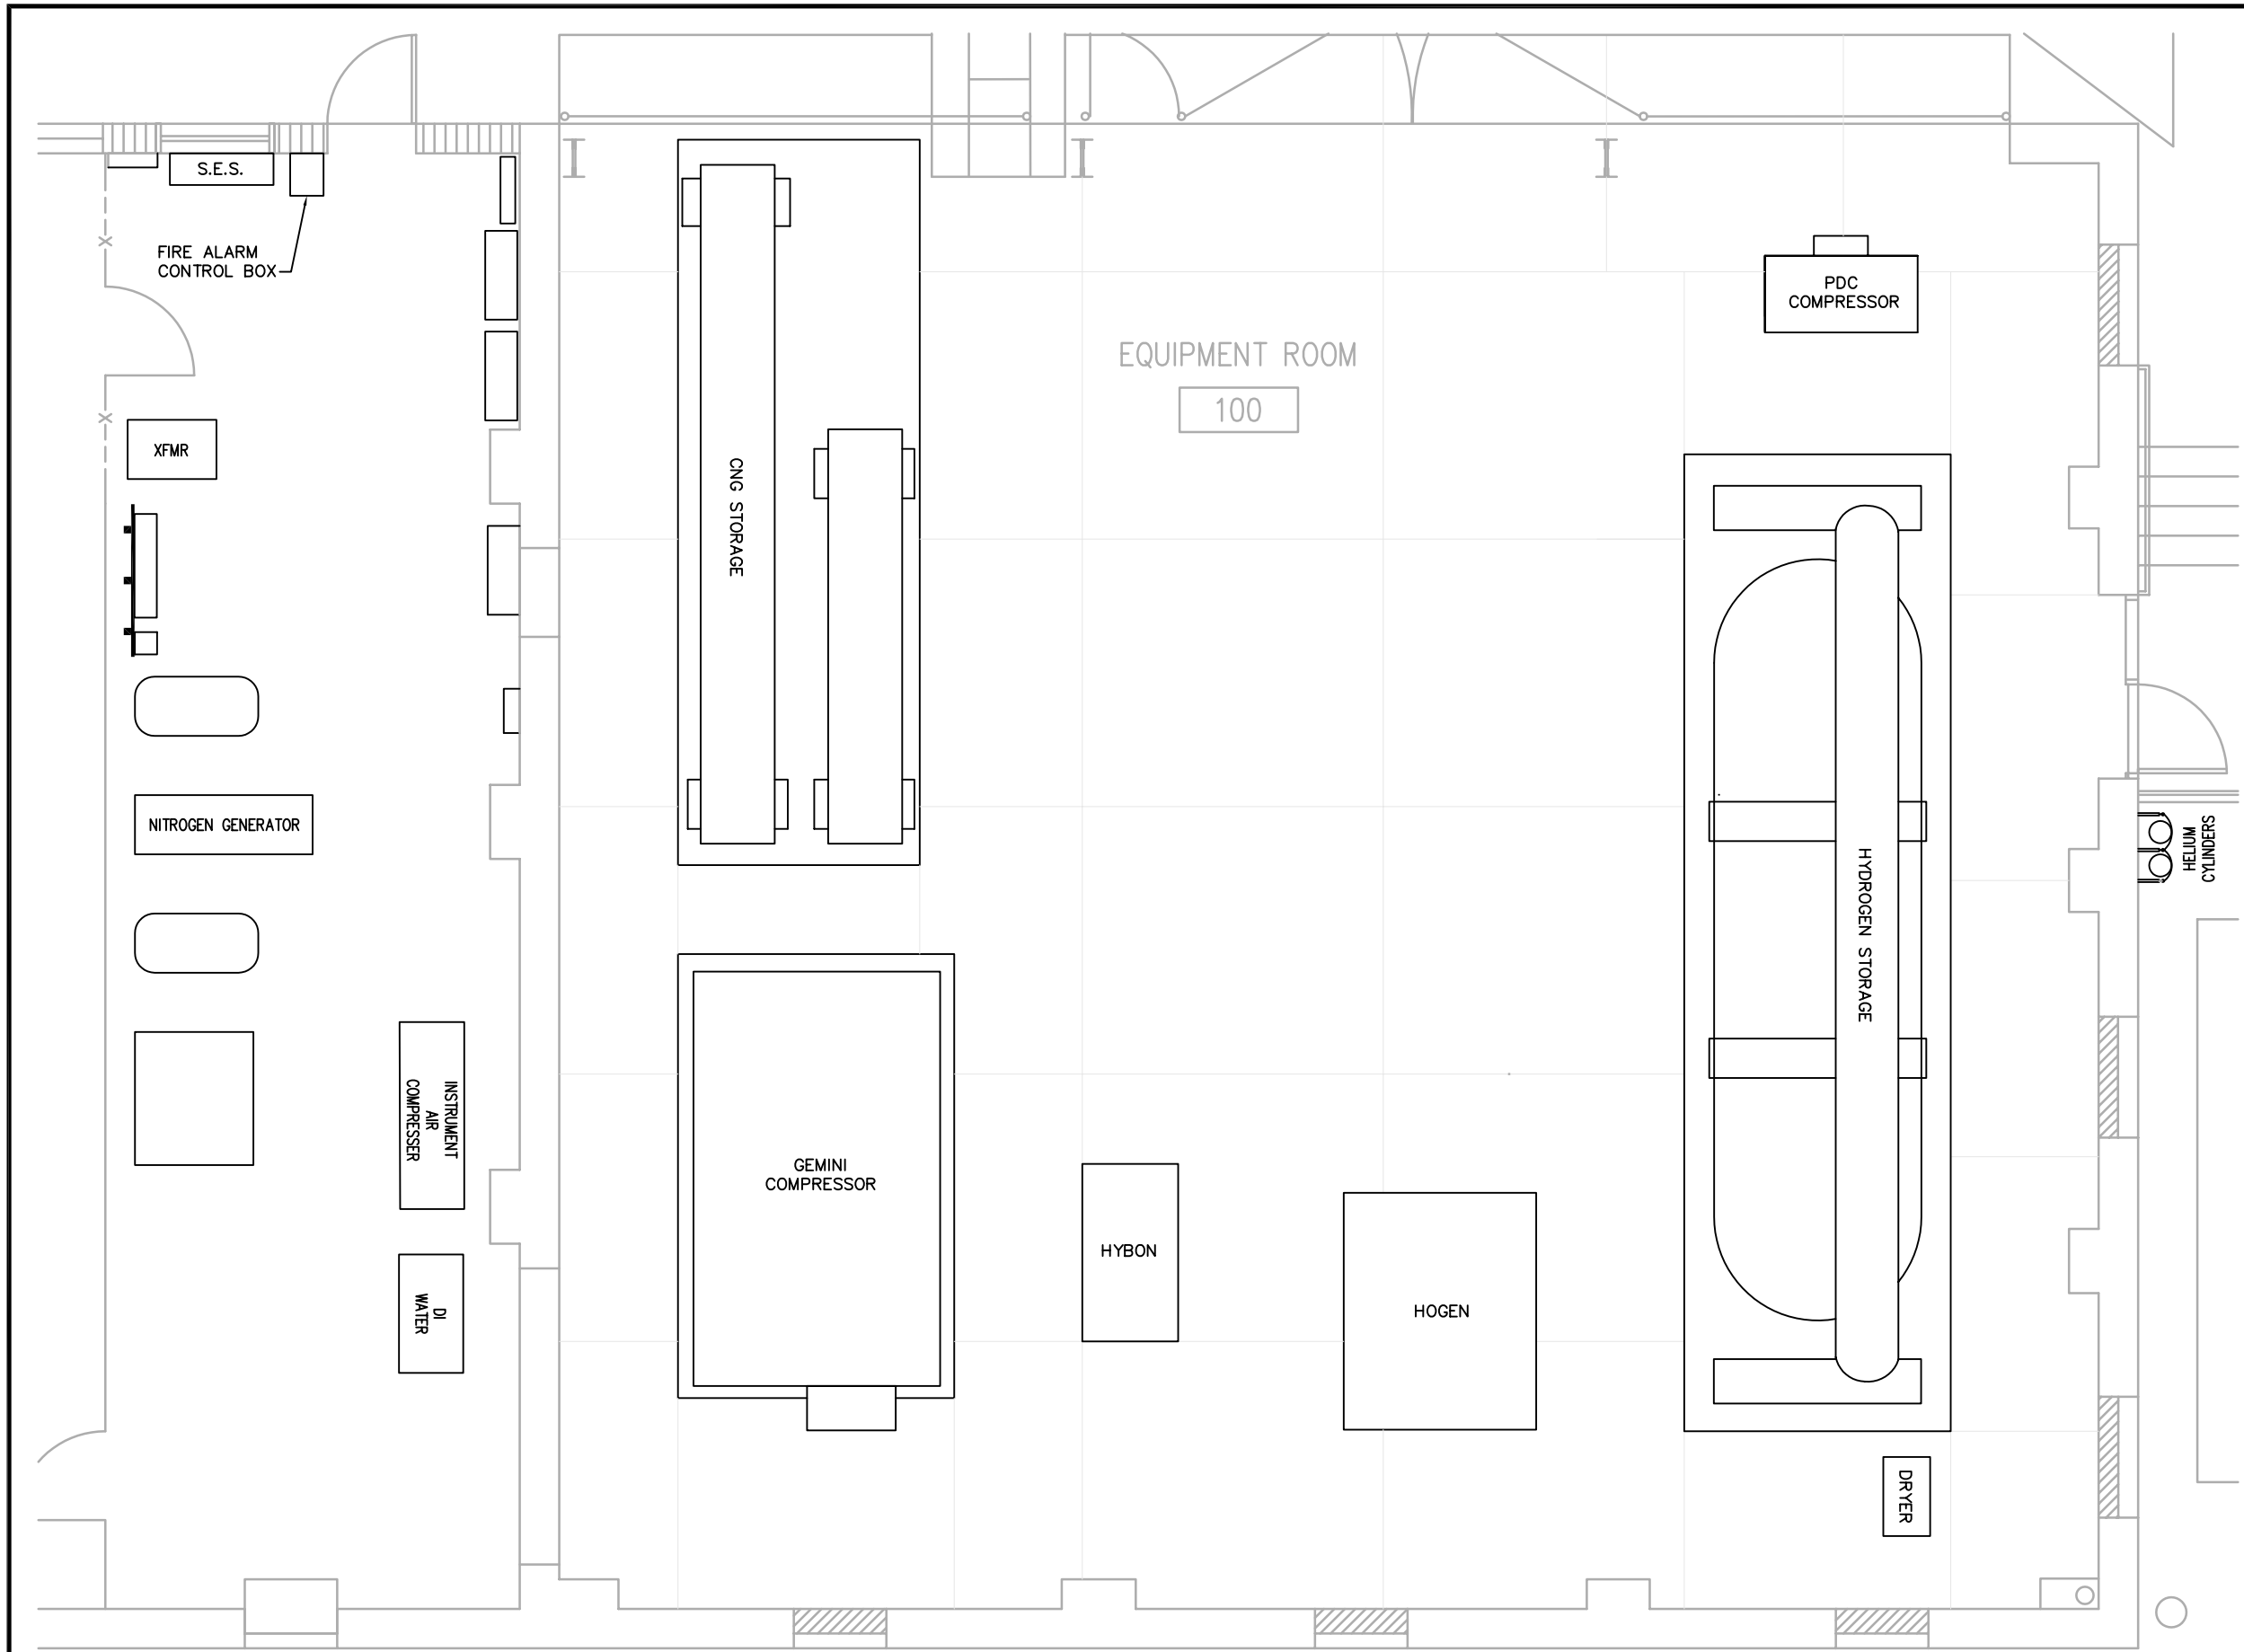 S.E.S.
FIRE ALARM
CONTROL BOX
PDC
COMPRESSOR
EQUIPMENT ROOM
100
XFMR
CNG STORAGE
NITROGEN GENERATOR
HELIUM
CYLINDERS
HYDROGEN STORAGE
INSTRUMENT
AIR
COMPRESSER
GEMINI
COMPRESSOR
HYBON
HOGEN
DI
WATER
DRYER